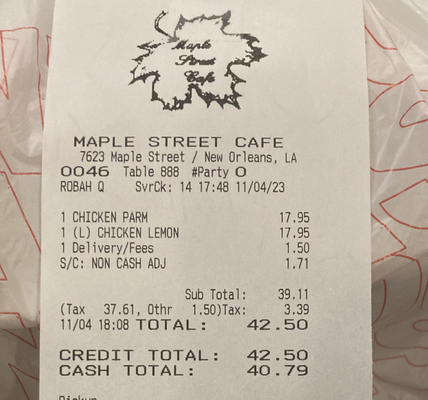 Maple
Street
Cafe
MAPLE STREET CAFE
7623 Maple Street / New Orleans, LA
0046 Table 888 #Party 0
ROBAH Q SvrCk: 14 17:48 11/04/23
1 CHICKEN PARM 17.95
1 (L) CHICKEN LEMON 17.95
1 Delivery/Fees 1.50
S/C: NON CASH ADJ 1.71
Sub Total: 39.11
(Tax 37.61, Othr 1.50)Tax: 3.39
11/04 18:08 TOTAL: 42.50
CREDIT TOTAL: 42.50
CASH TOTAL: 40.79